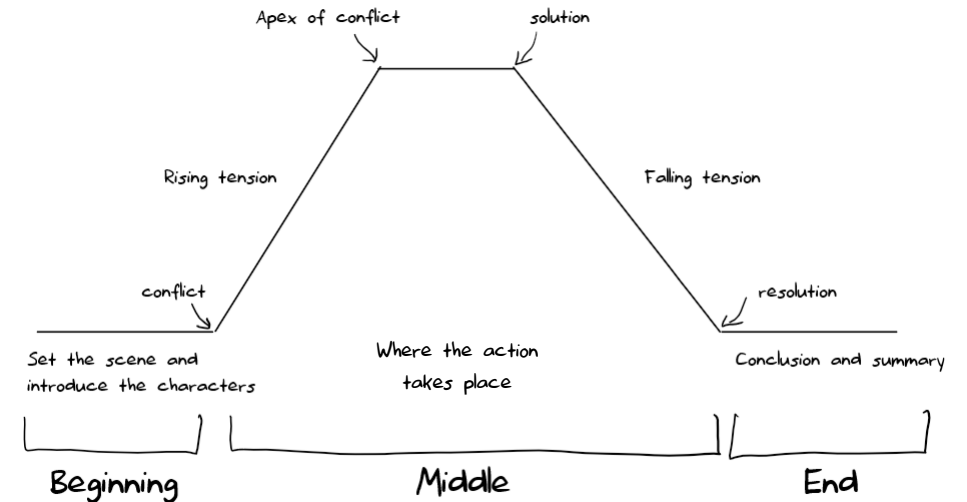 Apex of conflict
solution
Rising tension
Falling tension
conflict
resolution
Set the scene and
introduce the characters
Where the action
takes place
Conclusion and summary
Beginning
Middle
End